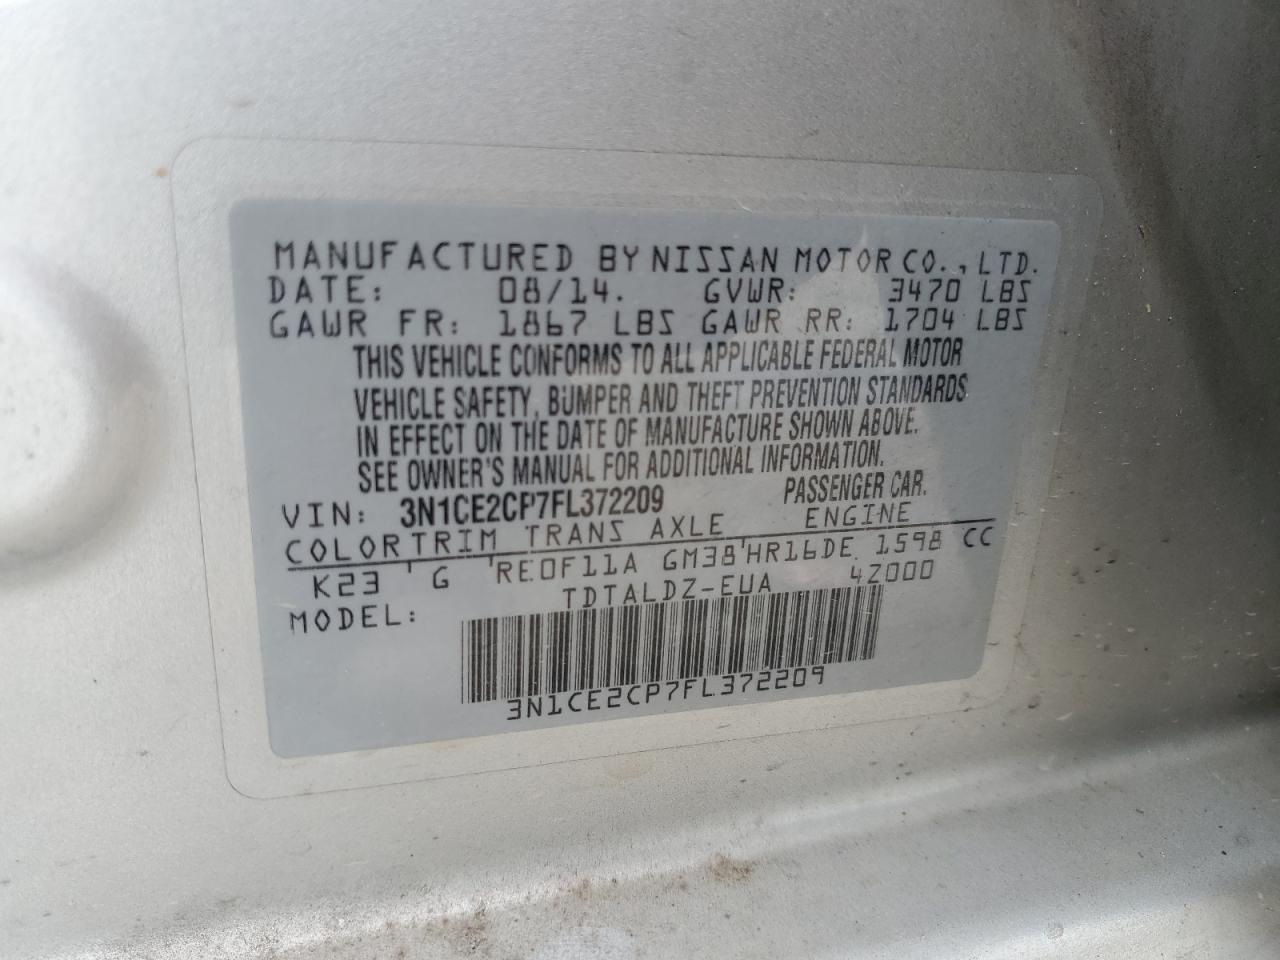 MANUFACTURED BY NISSAN MOTOR CO., LTD.
DATE: 08/14. GVWR: 3470 LBS
GAWR FR: 1867 LBS GAWR RR: 1704 LBS
THIS VEHICLE CONFORMS TO ALL APPLICABLE FEDERAL MOTOR
VEHICLE SAFETY, BUMPER AND THEFT PREVENTION STANDARDS
IN EFFECT ON THE DATE OF MANUFACTURE SHOWN ABOVE.
SEE OWNER'S MANUAL FOR ADDITIONAL INFORMATION.
VIN: 3N1CE2CP7FL372209 PASSENGER CAR.
COLOR TRIM TRANS AXLE ENGINE
K23 ' G ' RE0F11A GM38 ' HR16DE 1598 CC
MODEL: TDTALDZ-EUA 4Z000
3N1CE2CP7FL372209